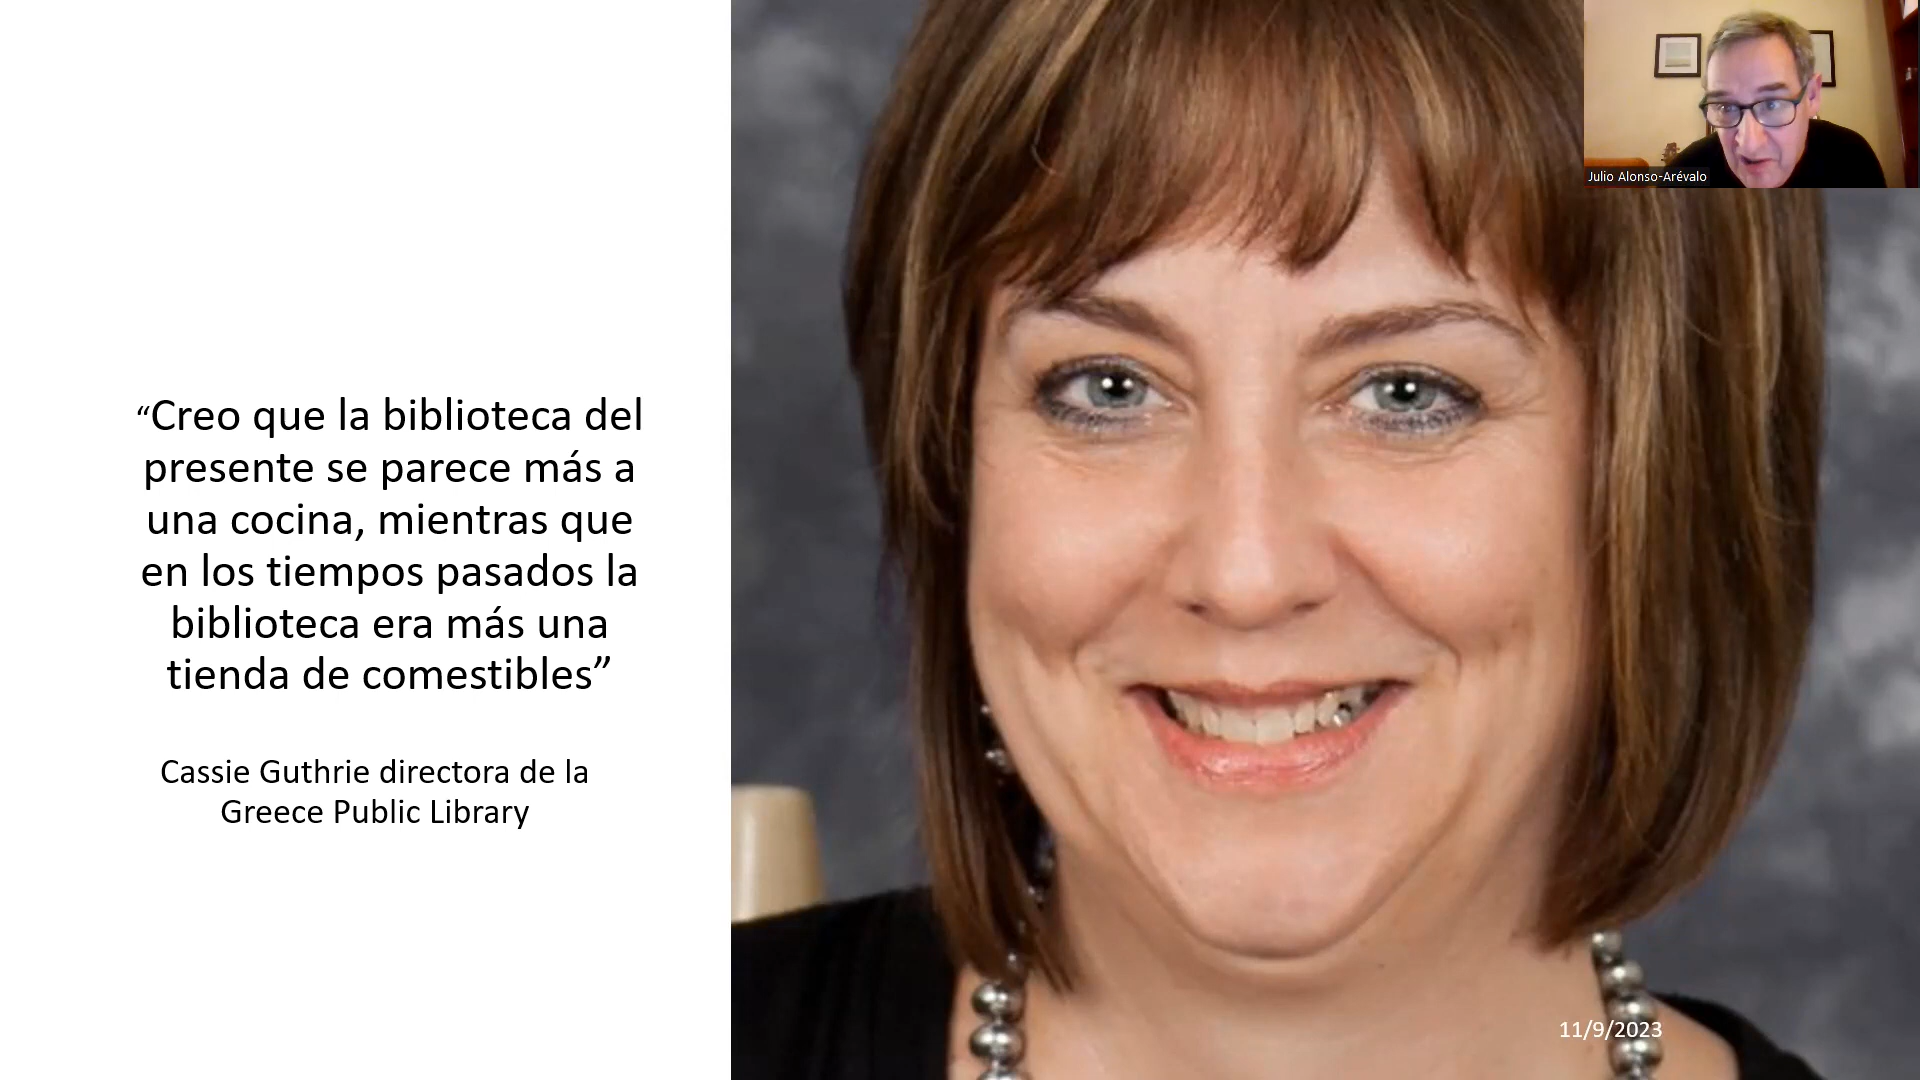 “Creo que la biblioteca del
presente se parece más a
una cocina, mientras que
en los tiempos pasados la
biblioteca era más una
tienda de comestibles”
Cassie Guthrie directora de la
Greece Public Library
Julio Alonso-Arévalo
11/9/2023